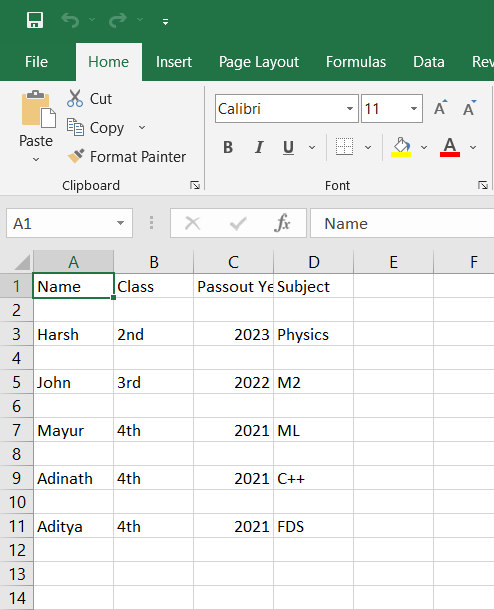 File Home Insert Page Layout Formulas Data Rev
Cut
Copy
Format Painter
Paste
Clipboard
Calibri 11 A A
B I U A
Font
A1 fx Name
A B C D E F
1 Name Class Passout Ye Subject
2
3 Harsh 2nd 2023 Physics
4
5 John 3rd 2022 M2
6
7 Mayur 4th 2021 ML
8
9 Adinath 4th 2021 C++
10
11 Aditya 4th 2021 FDS
12
13
14